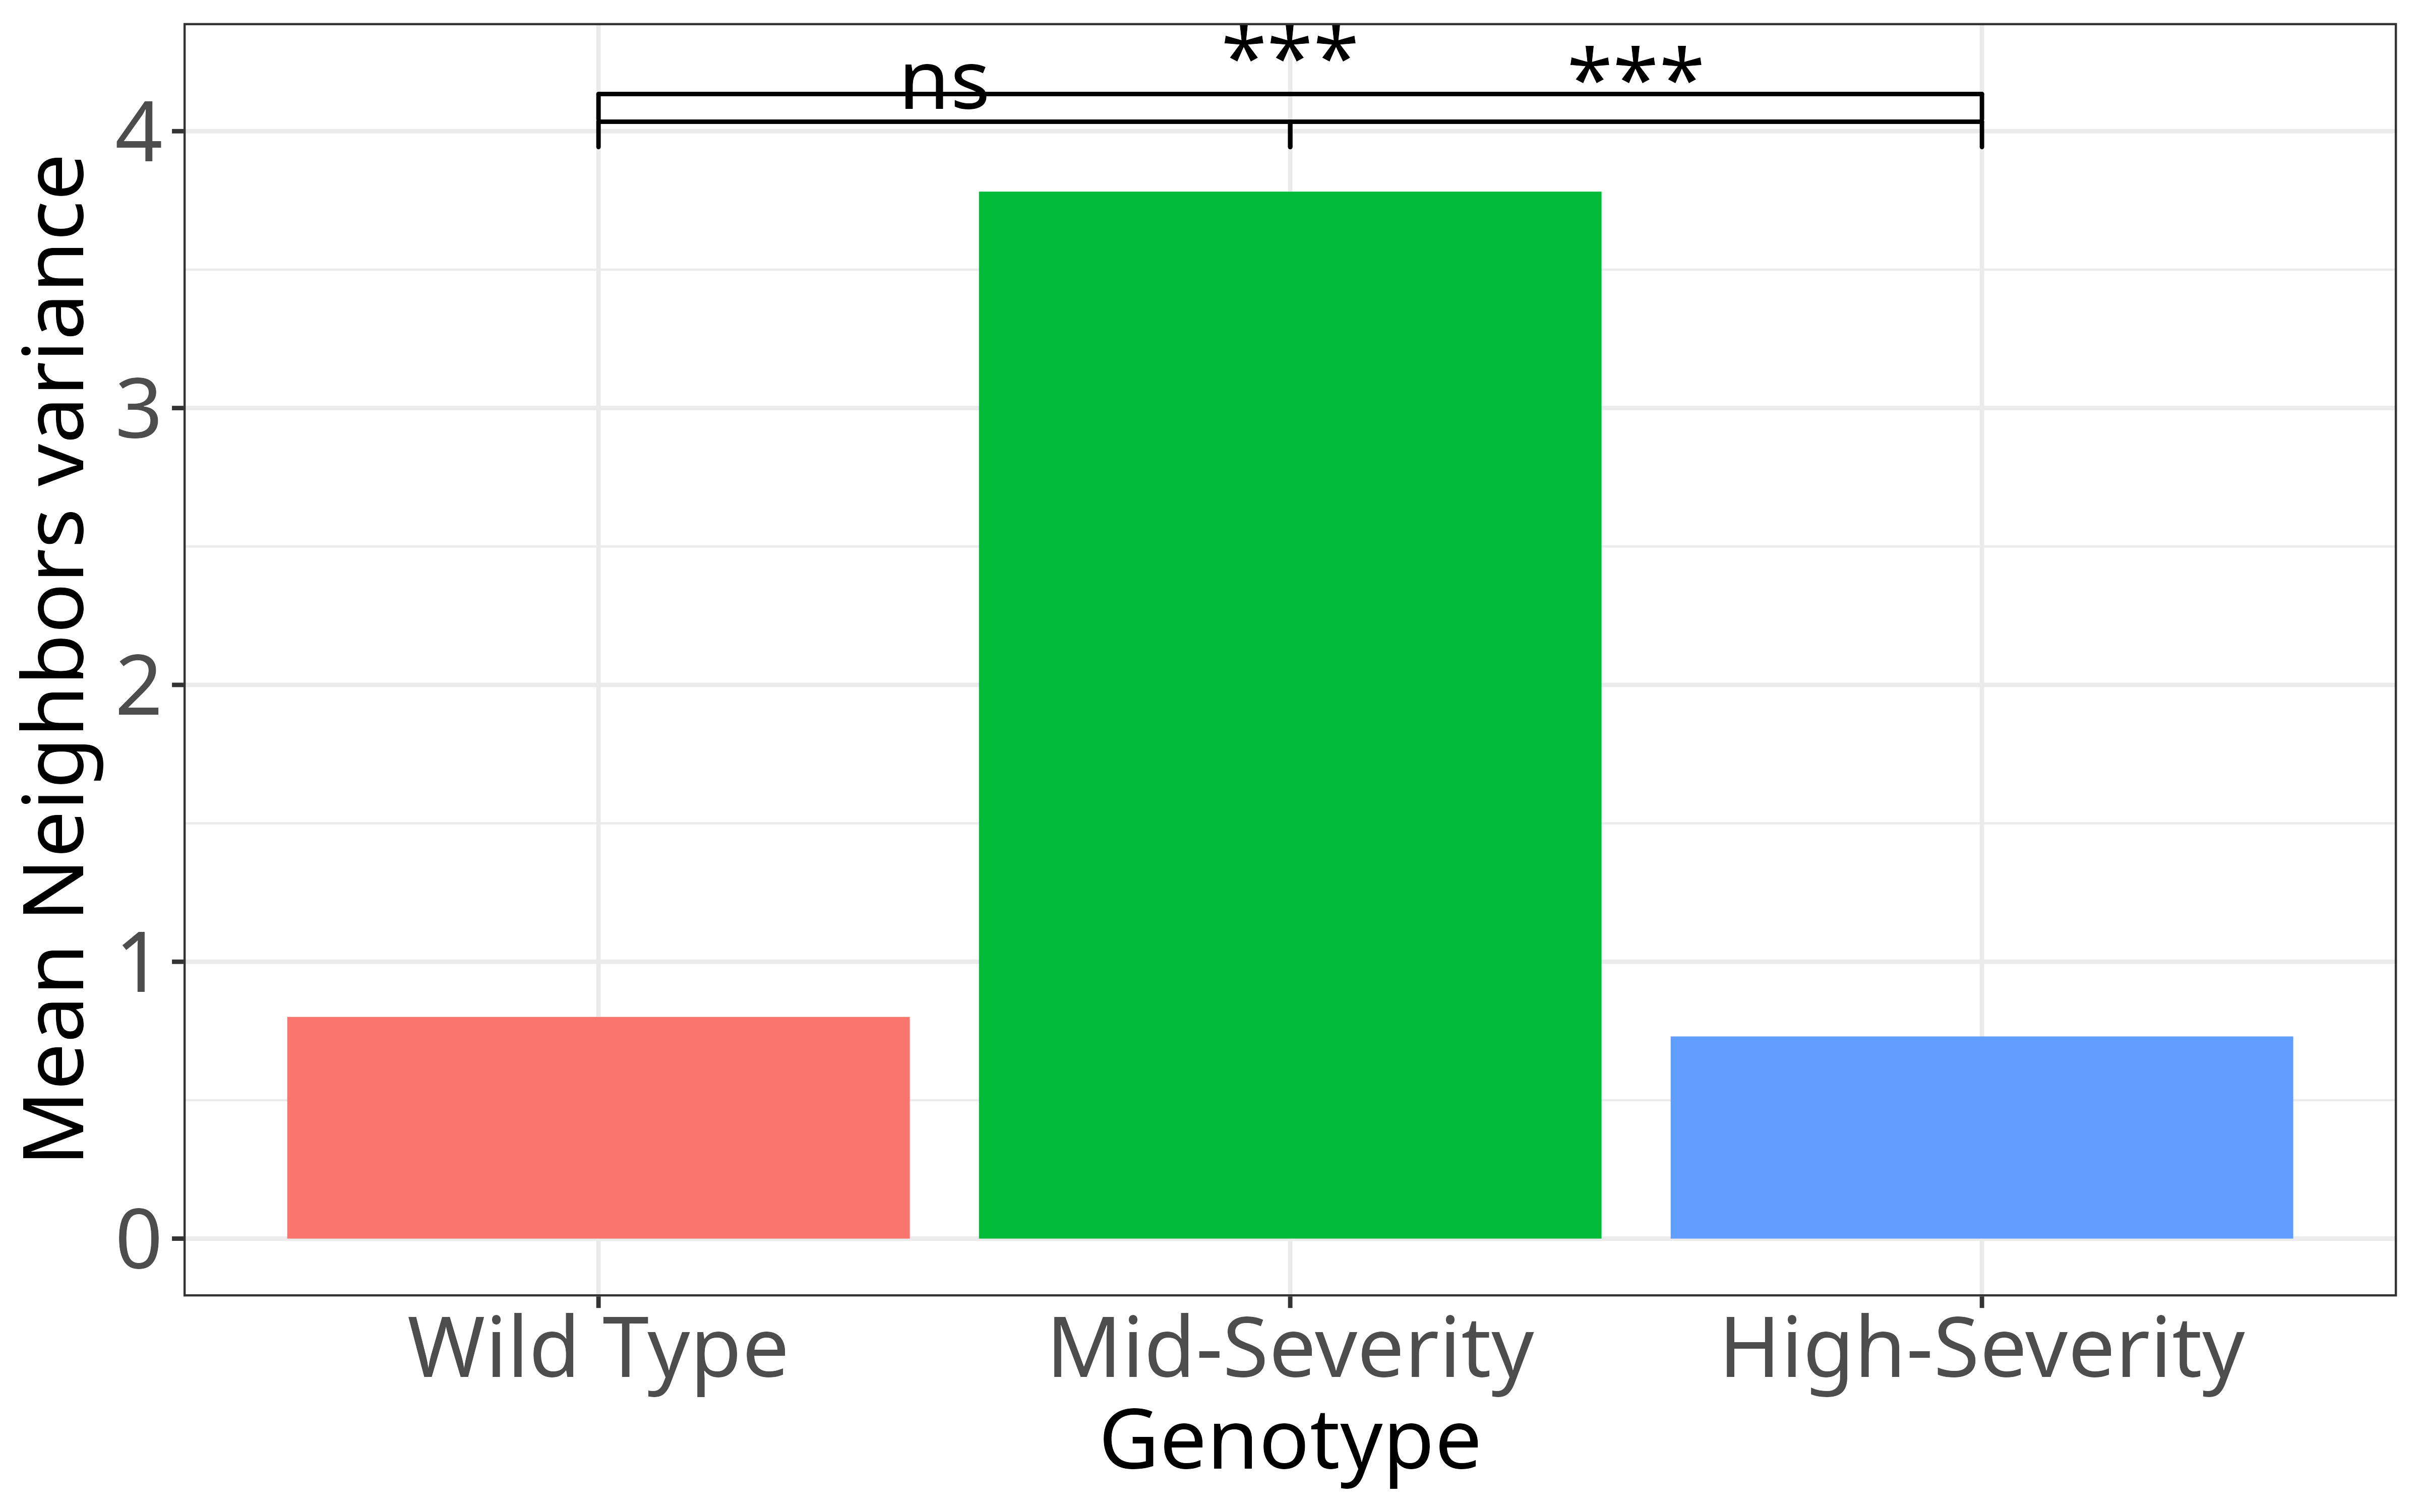 ***
ns
***
4
3
2
1
0
Mean Neighbors variance
Wild Type
Mid-Severity
High-Severity
Genotype